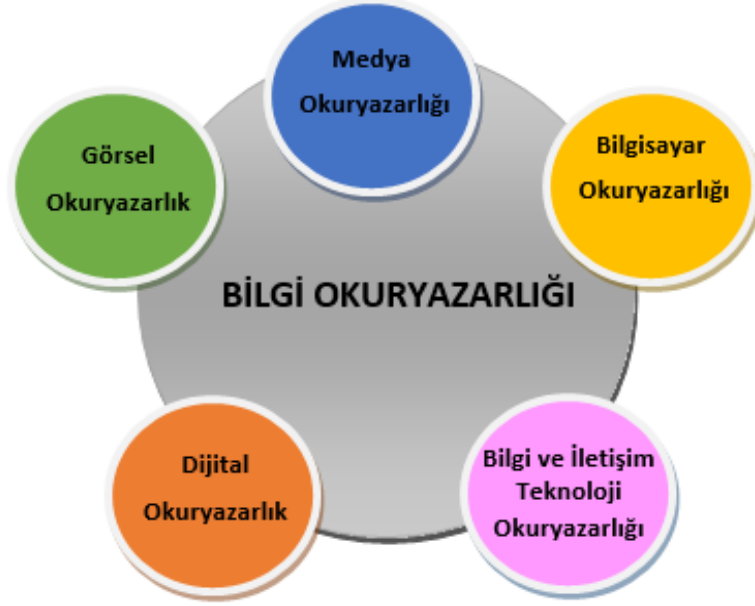 Medya
Okuryazarlığı
Görsel
Okuryazarlık
Bilgisayar
Okuryazarlığı
BİLGİ OKURYAZARLIĞI
Dijital
Okuryazarlık
Bilgi ve İletişim
Teknoloji
Okuryazarlığı